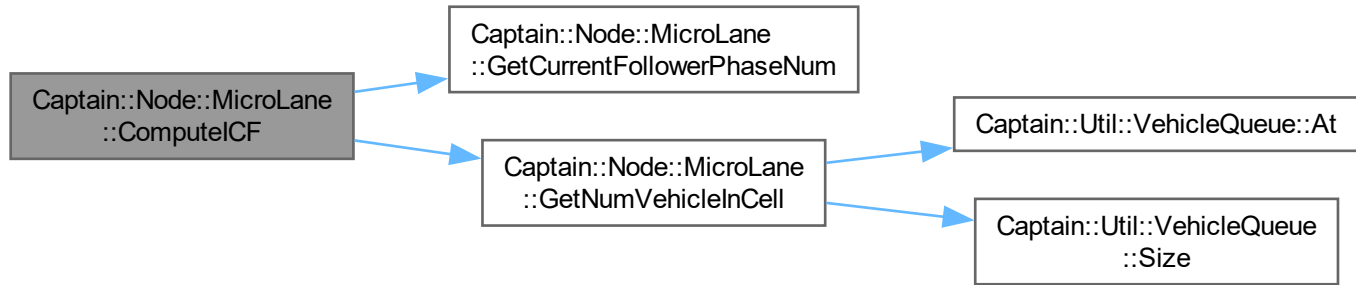 Captain::Node::MicroLane
::ComputeICF
Captain::Node::MicroLane
::GetCurrentFollowerPhaseNum
Captain::Node::MicroLane
::GetNumVehicleInCell
Captain::Util::VehicleQueue::At
Captain::Util::VehicleQueue
::Size